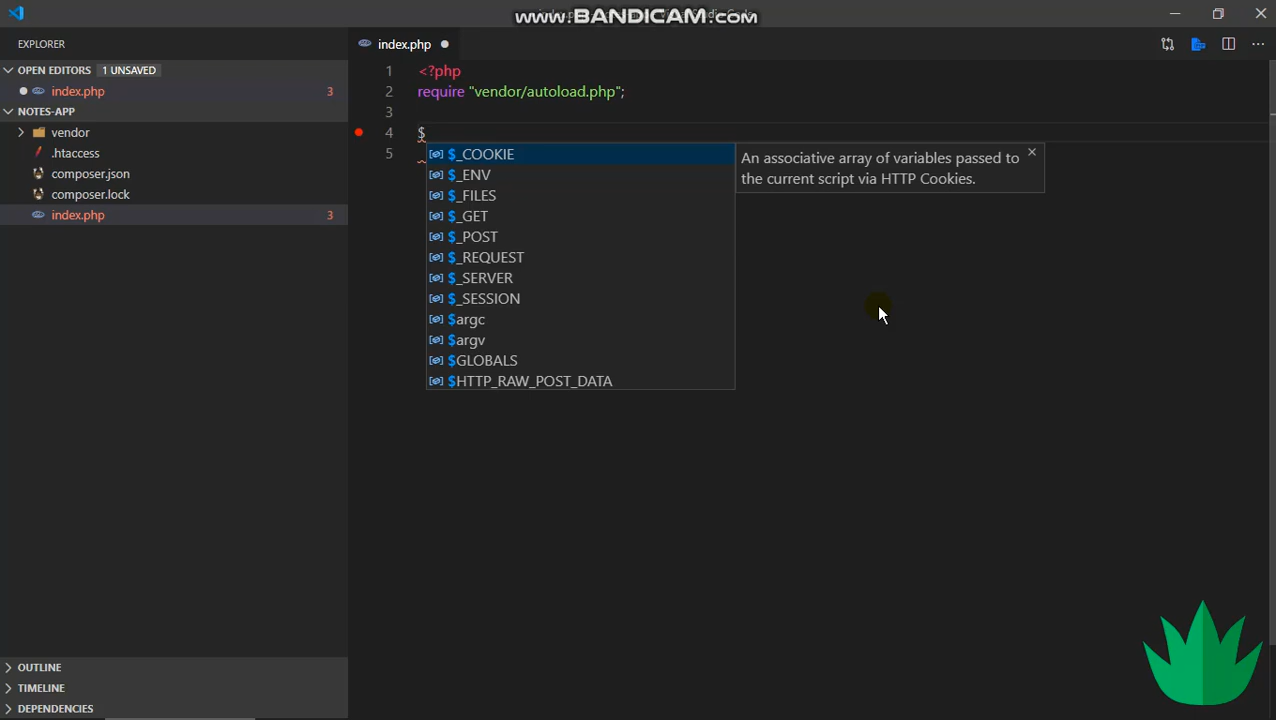 www.BANDICAM.com
EXPLORER
OPEN EDITORS 1 UNSAVED
index.php 3
NOTES-APP
vendor
.htaccess
composer.json
composer.lock
index.php 3
OUTLINE
TIMELINE
DEPENDENCIES
index.php
1 <?php
2 require "vendor/autoload.php";
3
4 $
5
$_COOKIE
$_ENV
$_FILES
$_GET
$_POST
$_REQUEST
$_SERVER
$_SESSION
$argc
$argv
$GLOBALS
$HTTP_RAW_POST_DATA
An associative array of variables passed to
the current script via HTTP Cookies.